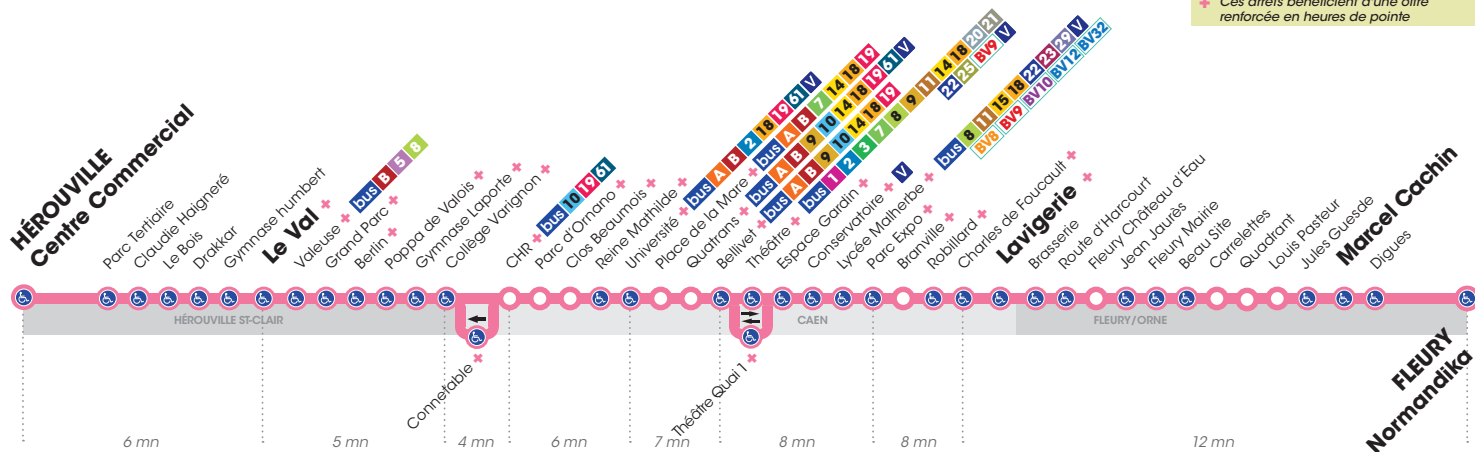 Ces arrêts bénéficient d'une offre
renforcée en heures de pointe
HÉROUVILLE
Centre Commercial
Parc Tertiaire
Claudie Haigneré
Le Bois
Drakkar
Gymnase humbert
Le Val
Valeuse
bus B 5 8
Grand Parc
Berlin
Poppa de Valois
Gymnase Laporte
Collège Varignon
CHR
bus 10 19 61
Parc d'Ornano
Clos Beaumois
Reine Mathilde
Université
bus A B 2 18 19 61 V
Place de la Mare
bus A B 7 14 18 19
Quatrans
bus A B 9 10 14 18 19 61 V
Bellivet
bus A B 9 10 14 18 19
Théâtre
bus 1 2 3 7 8 9 11 14 18 20 21
22 25 BV9 V
Espace Gardin
Conservatoire
V
Lycée Malherbe
bus 8 11 15 18 22 23 29 V
BV8 BV9 BV10 BV12 BV32
Parc Expo
Branville
Robillard
Charles de Foucault
Lavigerie
Brasserie
Route d'Harcourt
Fleury Château d'Eau
Jean Jaurès
Fleury Mairie
Beau Site
Carrelettes
Quadrant
Louis Pasteur
Jules Guesde
Marcel Cachin
Digues
HÉROUVILLE ST-CLAIR
CAEN
FLEURY/ORNE
Connetable
Théâtre Quai 1
FLEURY
Normandika
6 mn
5 mn
4 mn
6 mn
7 mn
8 mn
8 mn
12 mn